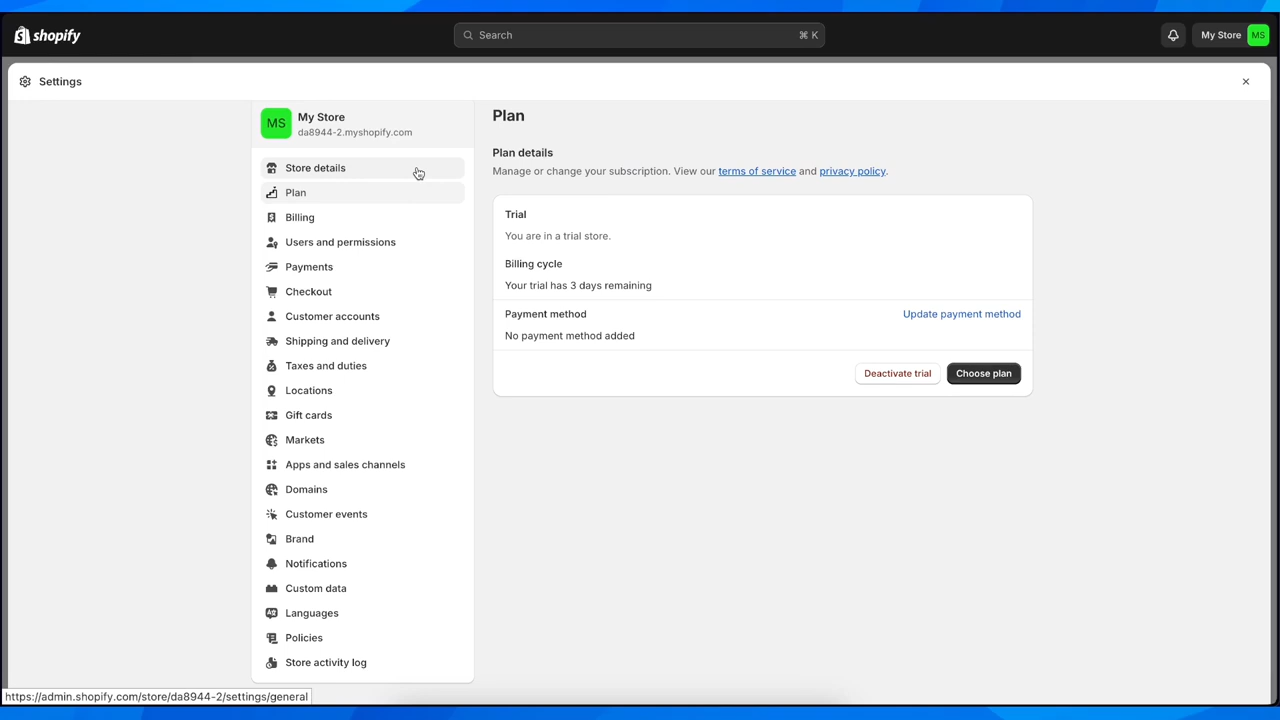 shopify
Search
⌘ K
My Store
MS
Settings
MS
My Store
da8944-2.myshopify.com
Store details
Plan
Billing
Users and permissions
Payments
Checkout
Customer accounts
Shipping and delivery
Taxes and duties
Locations
Gift cards
Markets
Apps and sales channels
Domains
Customer events
Brand
Notifications
Custom data
Languages
Policies
Store activity log
Plan
Plan details
Manage or change your subscription. View our terms of service and privacy policy.
Trial
You are in a trial store.
Billing cycle
Your trial has 3 days remaining
Payment method
Update payment method
No payment method added
Deactivate trial
Choose plan
https://admin.shopify.com/store/da8944-2/settings/general